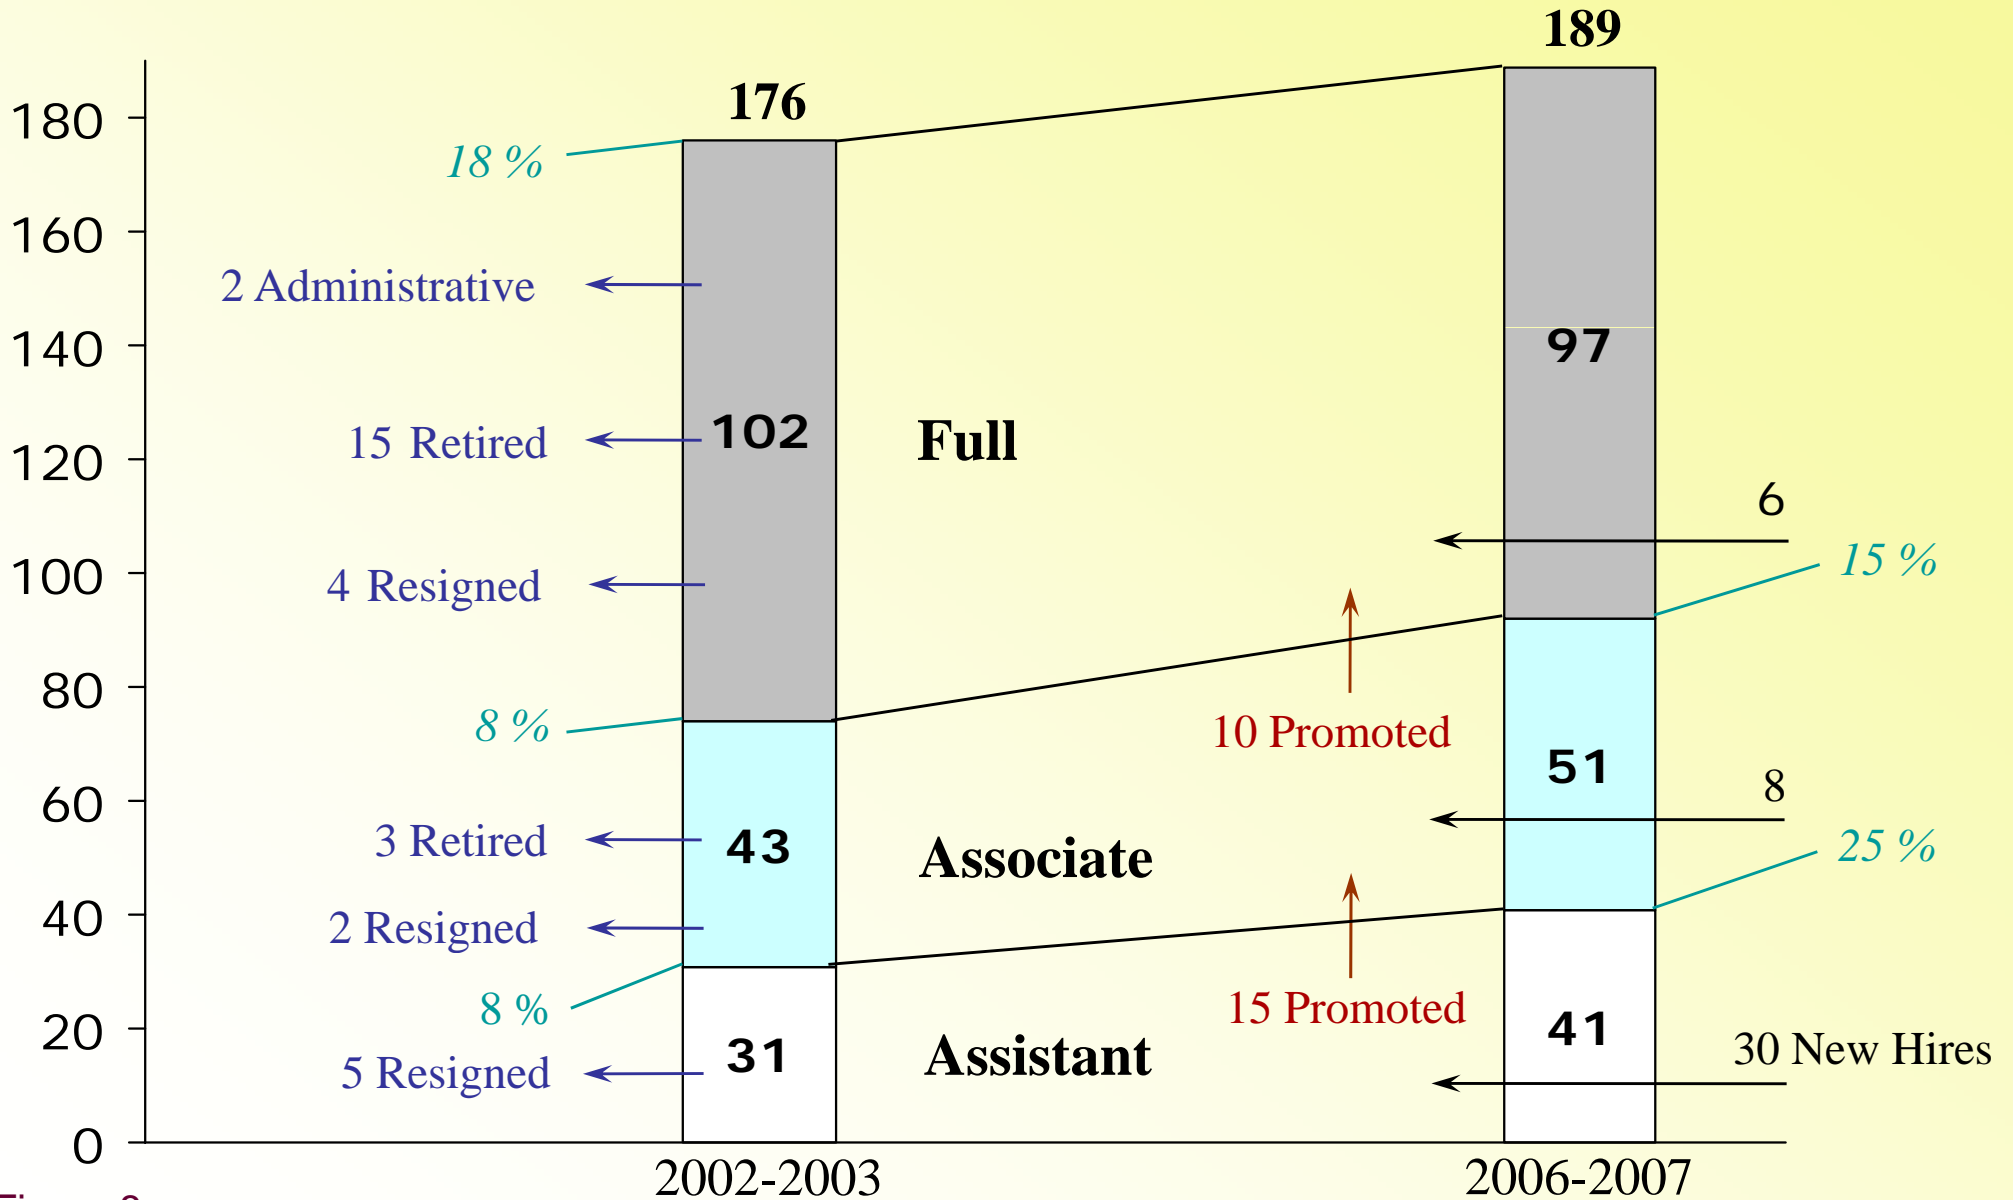 189
176
180
18 %
160
2 Administrative
140
97
120
15 Retired
102
Full
6
100
4 Resigned
15 %
80
8 %
10 Promoted
51
8
60
3 Retired
43
Associate
25 %
40
2 Resigned
8 %
15 Promoted
20
5 Resigned
31
Assistant
41
30 New Hires
0
2002-2003
2006-2007